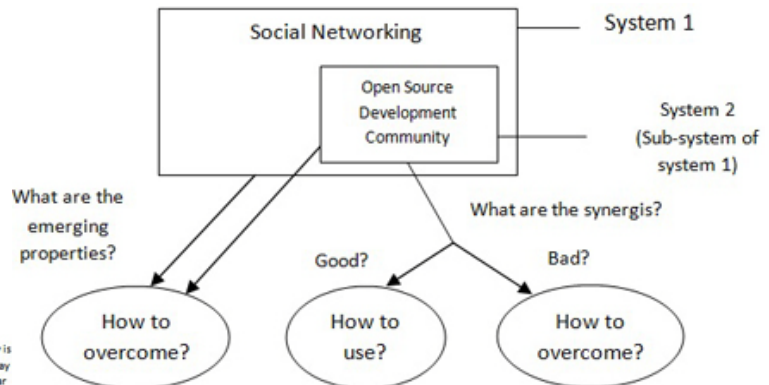 Social Networking
System 1
Open Source
Development
Community
System 2
(Sub-system of
system 1)
What are the
emerging
properties?
What are the synergis?
Good?
Bad?
How to
overcome?
How to
use?
How to
overcome?
is